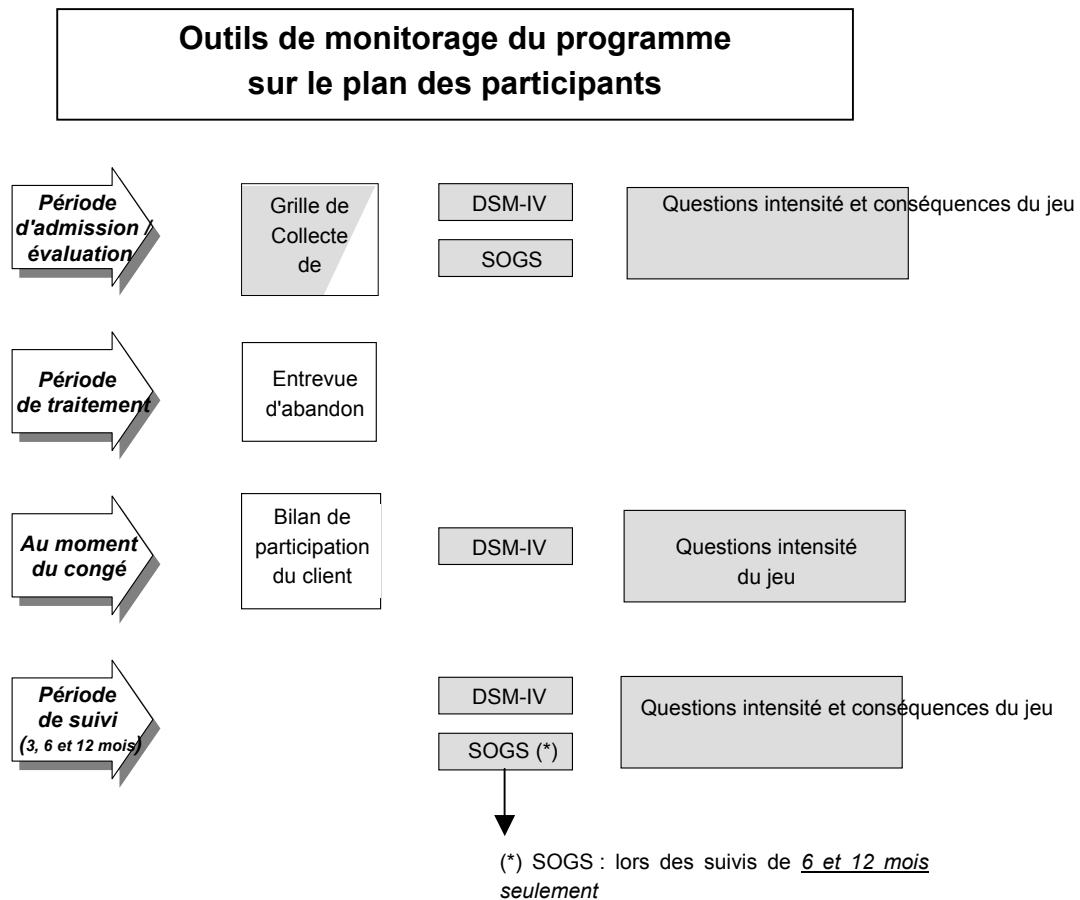 Outils de monitorage du programme
sur le plan des participants
Période
d'admission /
évaluation
Grille de
Collecte
de
DSM-IV
SOGS
Questions intensité et conséquences du jeu
Période
de traitement
Entrevue
d'abandon
Au moment
du congé
Bilan de
participation
du client
DSM-IV
Questions intensité
du jeu
Période
de suivi
(3, 6 et 12 mois)
DSM-IV
SOGS (*)
Questions intensité et conséquences du jeu
(*) SOGS : lors des suivis de 6 et 12 mois
seulement